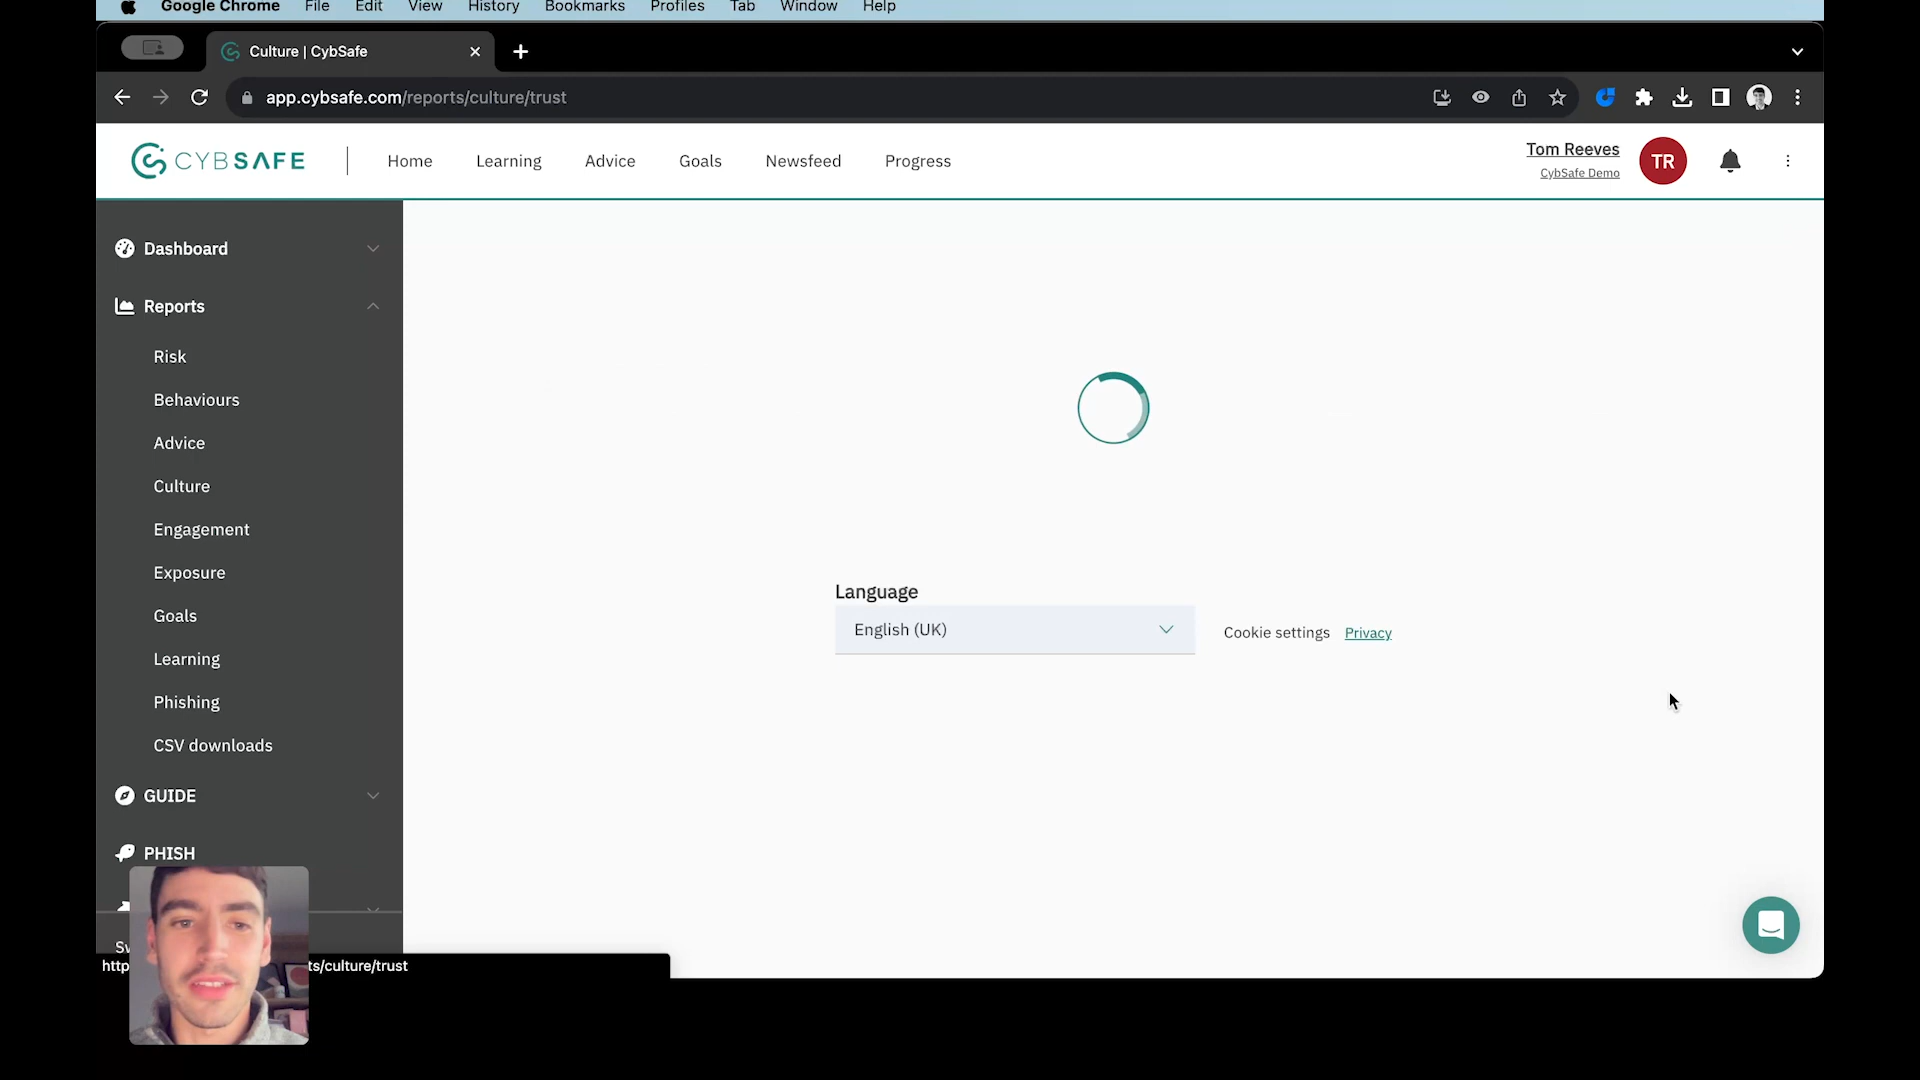 Google Chrome File Edit View History Bookmarks Profiles Tab Window Help
Culture | CybSafe
app.cybsafe.com/reports/culture/trust
CYBSAFE Home Learning Advice Goals Newsfeed Progress
Tom Reeves
CybSafe Demo
TR
Dashboard
Reports
Risk
Behaviours
Advice
Culture
Engagement
Exposure
Goals
Learning
Phishing
CSV downloads
GUIDE
PHISH
Language
English (UK)
Cookie settings Privacy
ts/culture/trust